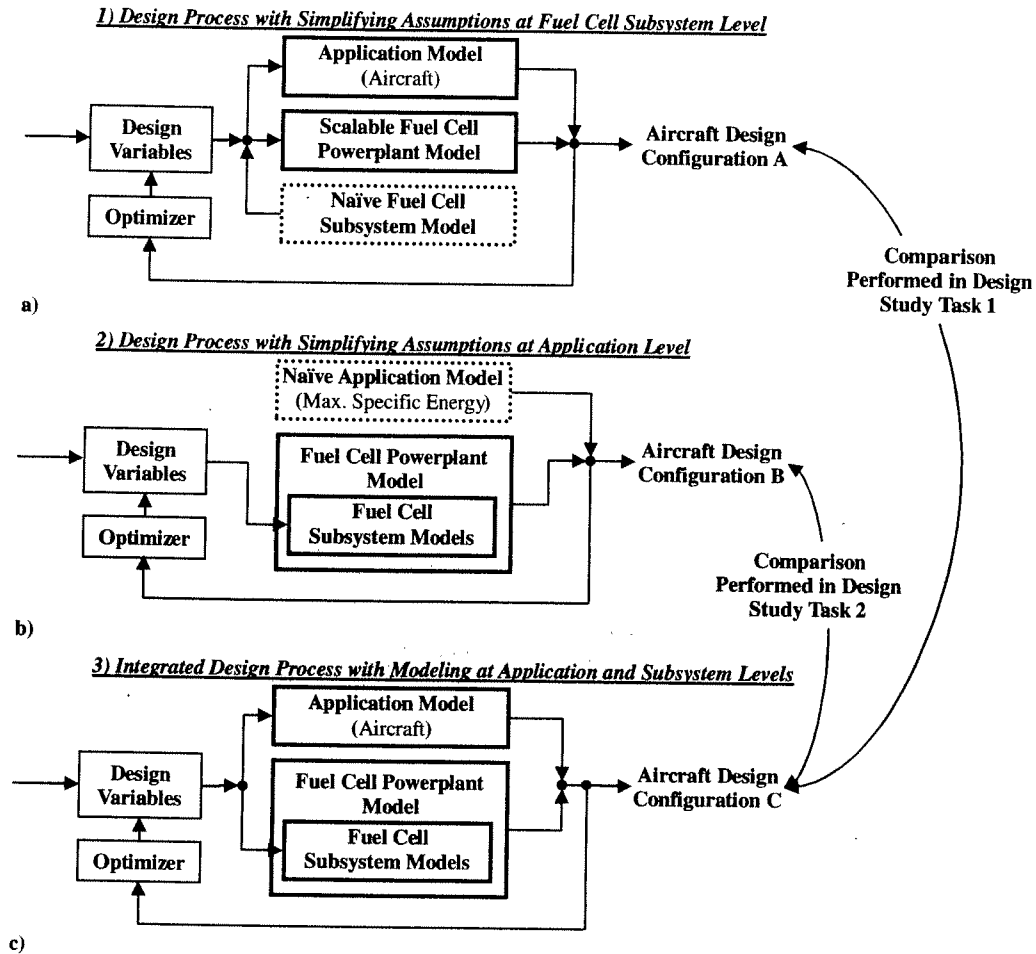 1) Design Process with Simplifying Assumptions at Fuel Cell Subsystem Level
Application Model
(Aircraft)
Design
Variables
Scalable Fuel Cell
Powerplant Model
Aircraft Design
Configuration A
Naïve Fuel Cell
Subsystem Model
Optimizer
Comparison
Performed in Design
Study Task 1
a)
2) Design Process with Simplifying Assumptions at Application Level
Naïve Application Model
(Max. Specific Energy)
Design
Variables
Fuel Cell Powerplant
Model
Aircraft Design
Configuration B
Fuel Cell
Subsystem Models
Optimizer
Comparison
Performed in Design
Study Task 2
b)
3) Integrated Design Process with Modeling at Application and Subsystem Levels
Application Model
(Aircraft)
Design
Variables
Fuel Cell Powerplant
Model
Aircraft Design
Configuration C
Fuel Cell
Subsystem Models
Optimizer
c)